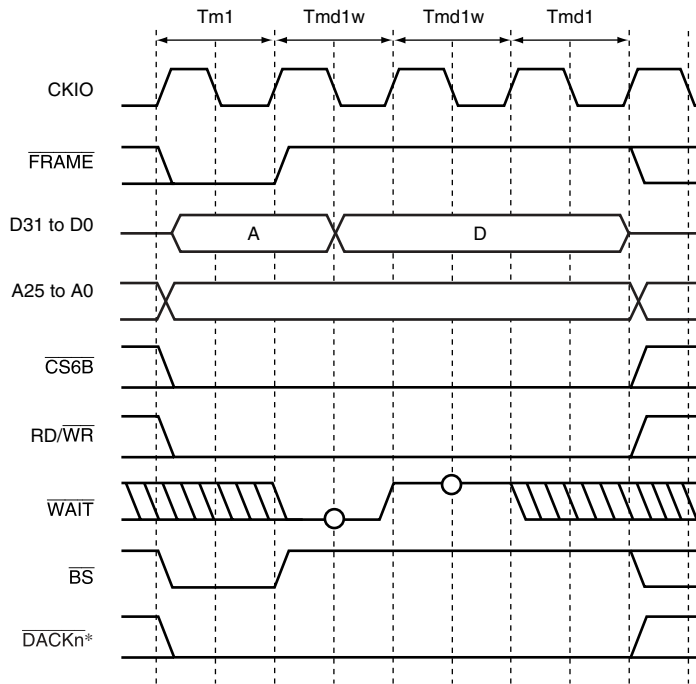 Tm1 Tmd1w Tmd1w Tmd1
CKIO
FRAME
D31 to D0 A D
A25 to A0
CS6B
RD/WR
WAIT
BS
DACKn*